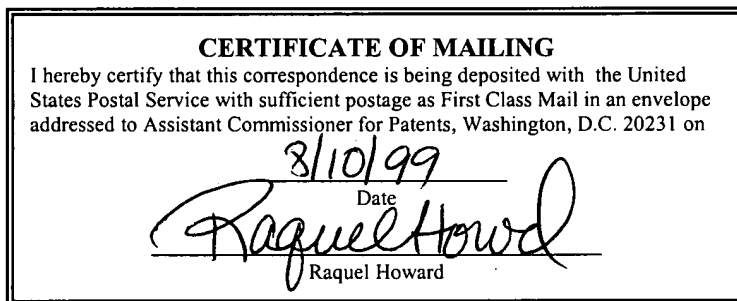 CERTIFICATE OF MAILING
I hereby certify that this correspondence is being deposited with the United
States Postal Service with sufficient postage as First Class Mail in an envelope
addressed to Assistant Commissioner for Patents, Washington, D.C. 20231 on
8/10/99
Date
Raquel Howd
Raquel Howard